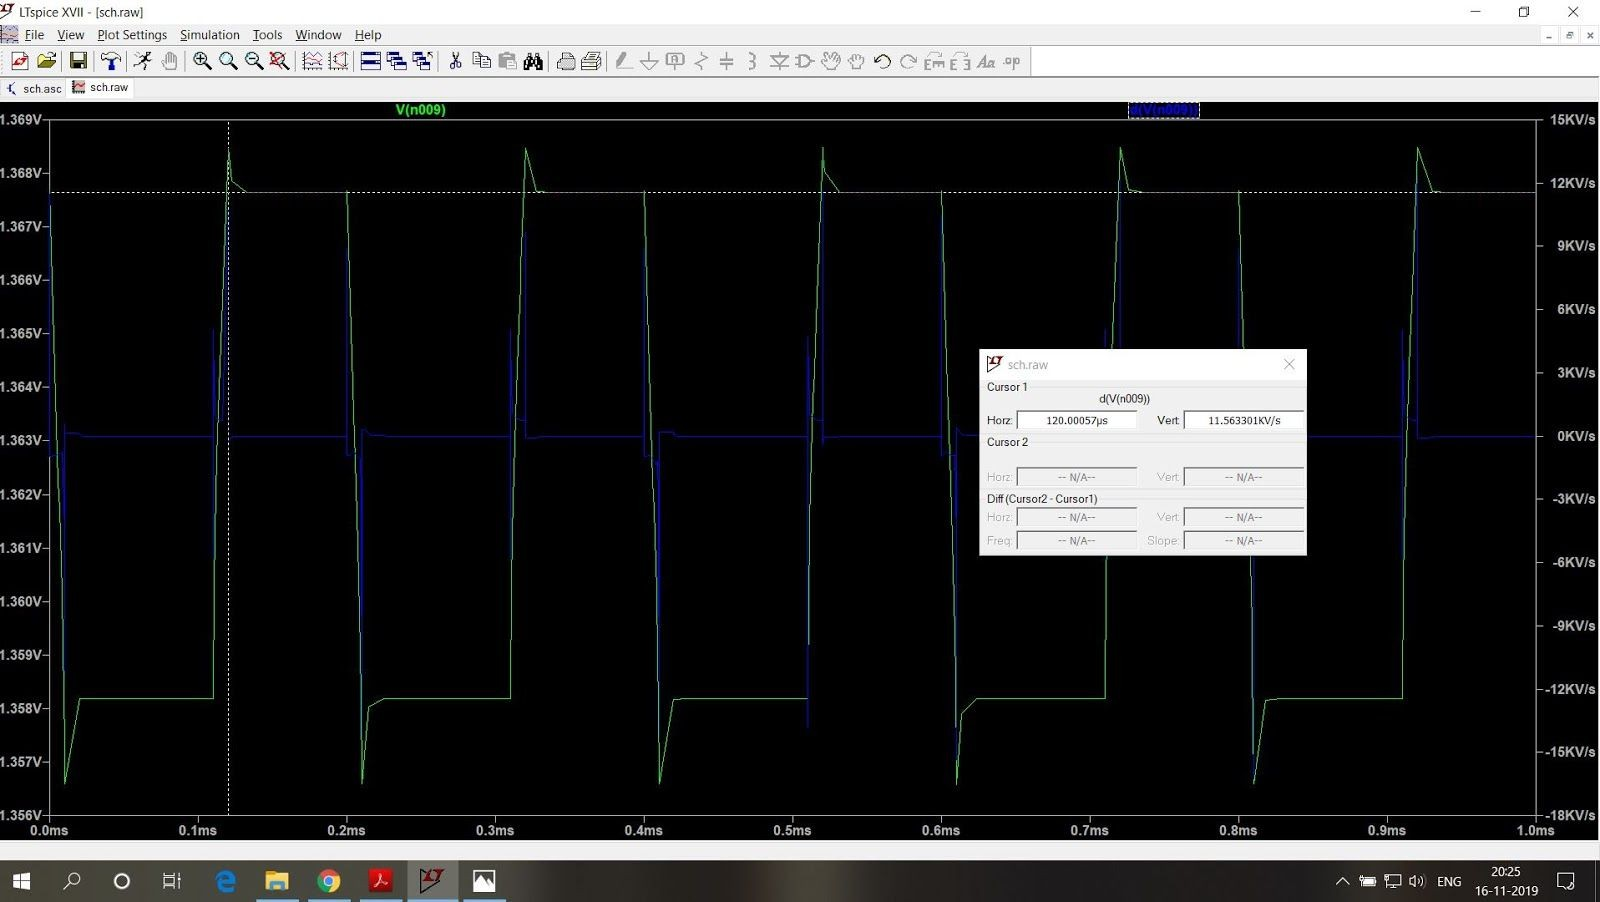 LTspice XVII - [sch.raw]
File View Plot Settings Simulation Tools Window Help
sch.asc sch.raw
V(n009) d(V(n009))
1.369V
1.368V
1.367V
1.366V
1.365V
1.364V
1.363V
1.362V
1.361V
1.360V
1.359V
1.358V
1.357V
1.356V
15KV/s
12KV/s
9KV/s
6KV/s
3KV/s
0KV/s
-3KV/s
-6KV/s
-9KV/s
-12KV/s
-15KV/s
-18KV/s
0.0ms 0.1ms 0.2ms 0.3ms 0.4ms 0.5ms 0.6ms 0.7ms 0.8ms 0.9ms 1.0ms
sch.raw
Cursor 1
d(V(n009))
Horz: 120.00057µs Vert: 11.563301KV/s
Cursor 2
Horz: -- N/A-- Vert: -- N/A--
Diff (Cursor2 - Cursor1)
Horz: -- N/A-- Vert: -- N/A--
Freq: -- N/A-- Slope: -- N/A--
ENG
20:25
16-11-2019